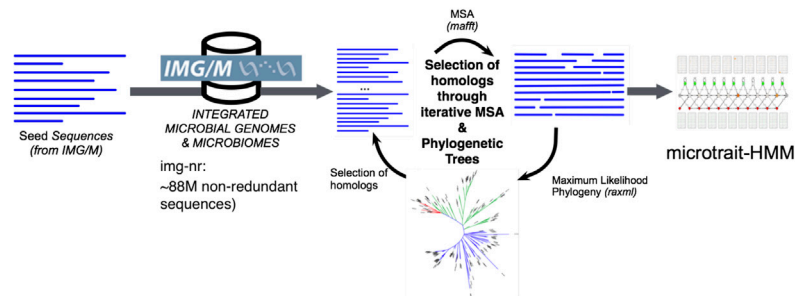 Seed Sequences
(from IMG/M)
IMG/M
INTEGRATED
MICROBIAL GENOMES
& MICROBIOMES
img-nr:
~88M non-redundant
sequences)
...
MSA
(mafft)
Selection of
homologs
through
iterative MSA
&
Phylogenetic
Trees
Selection of
homologs
Maximum Likelihood
Phylogeny (raxml)
microtrait-HMM